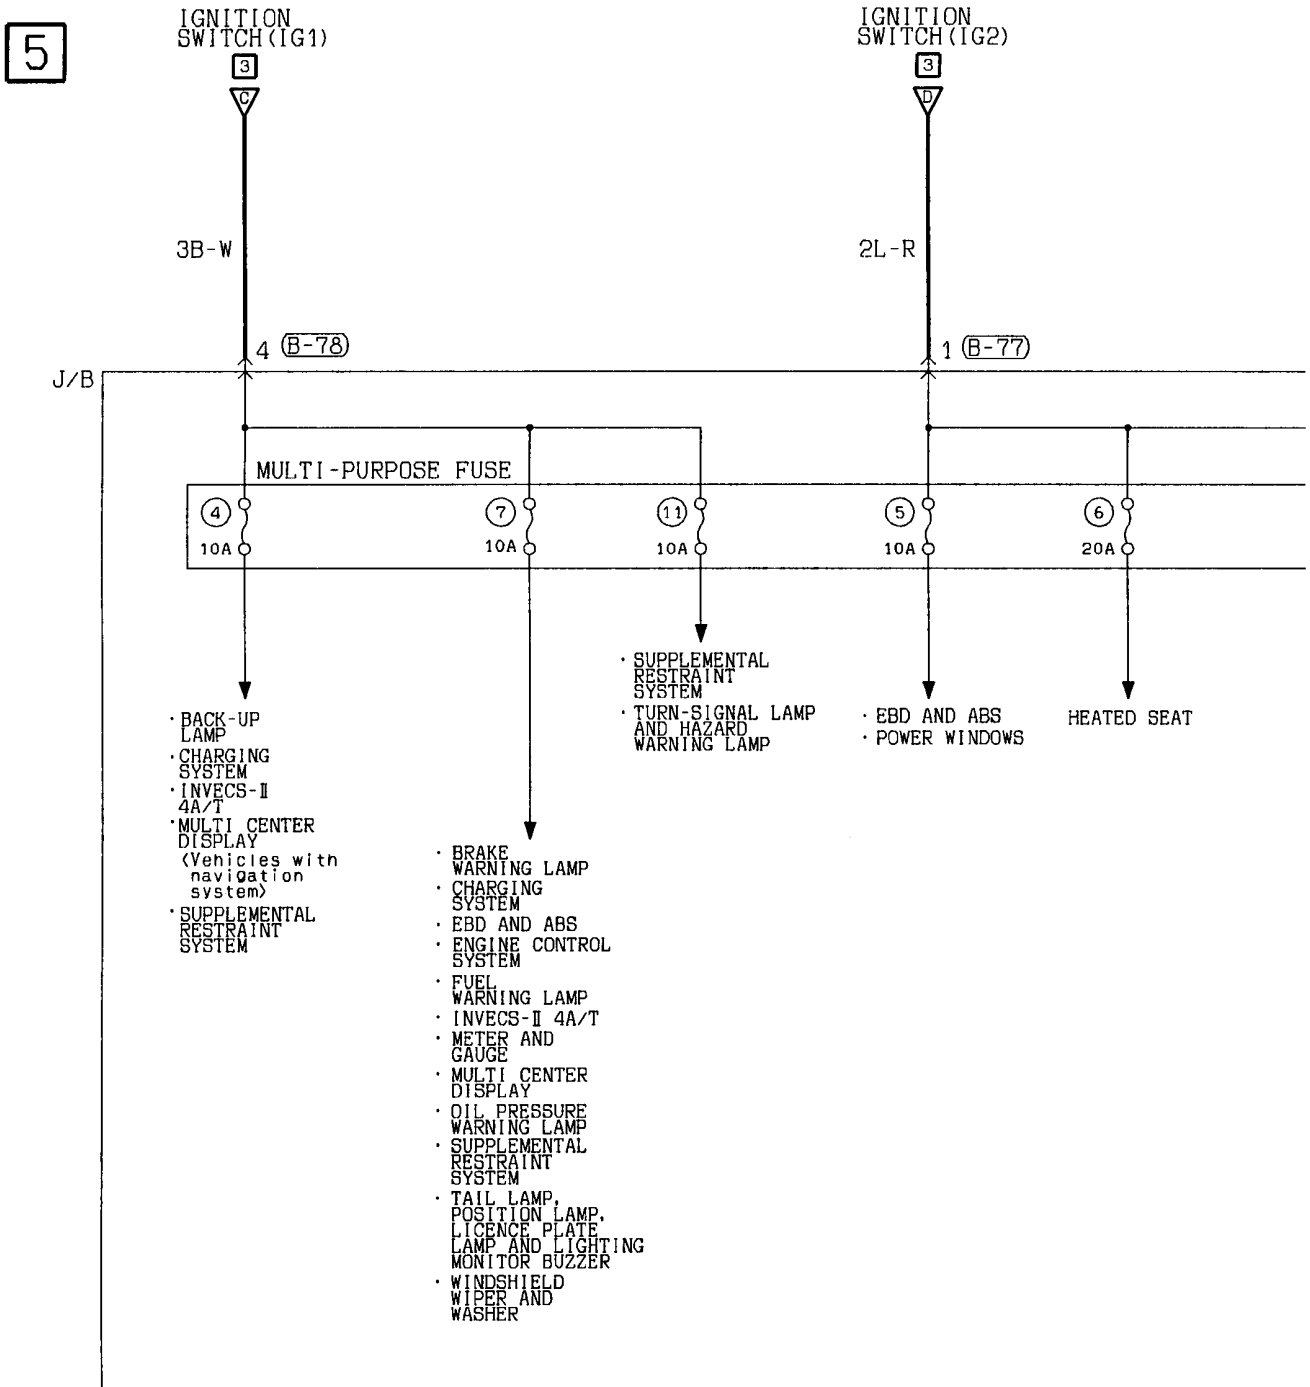 5
IGNITION
SWITCH(IG1)
3
C
IGNITION
SWITCH(IG2)
3
D
3B-W
2L-R
4 B-78
1 B-77
J/B
MULTI-PURPOSE FUSE
4
10A
7
10A
11
10A
5
10A
6
20A
· BACK-UP
LAMP
· CHARGING
SYSTEM
· INVECS-Ⅱ
4A/T
· MULTI CENTER
DISPLAY
<Vehicles with
navigation
system>
· SUPPLEMENTAL
RESTRAINT
SYSTEM
· BRAKE
WARNING LAMP
· CHARGING
SYSTEM
· EBD AND ABS
· ENGINE CONTROL
SYSTEM
· FUEL
WARNING LAMP
· INVECS-Ⅱ 4A/T
· METER AND
GAUGE
· MULTI CENTER
DISPLAY
· OIL PRESSURE
WARNING LAMP
· SUPPLEMENTAL
RESTRAINT
SYSTEM
· TAIL LAMP,
POSITION LAMP,
LICENCE PLATE
LAMP AND LIGHTING
MONITOR BUZZER
· WINDSHIELD
WIPER AND
WASHER
· SUPPLEMENTAL
RESTRAINT
SYSTEM
· TURN-SIGNAL LAMP
AND HAZARD
WARNING LAMP
· EBD AND ABS
· POWER WINDOWS
HEATED SEAT